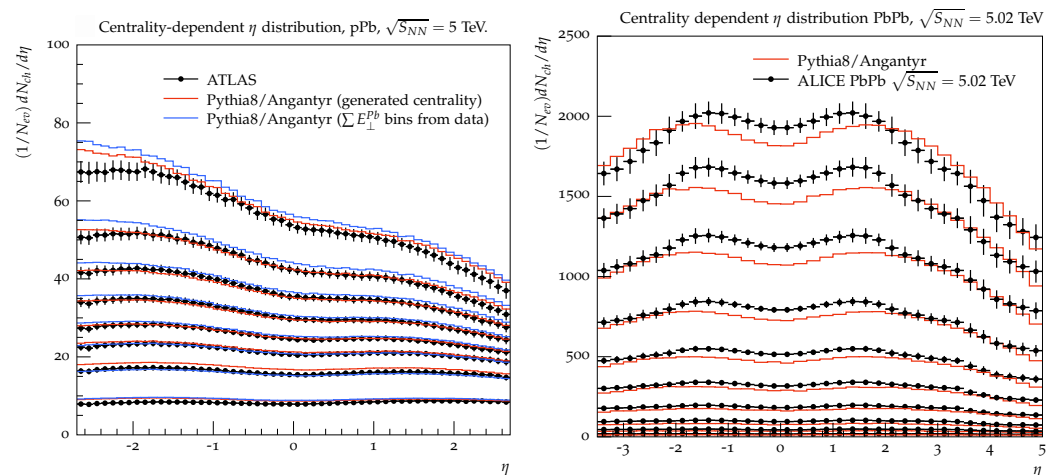 Centrality-dependent η distribution, pPb, √S_NN = 5 TeV.
(1/N_ev) dN_ch/dη
100
80
60
40
20
0
ATLAS
Pythia8/Angantyr (generated centrality)
Pythia8/Angantyr (∑ E_⊥^Pb bins from data)
-2 -1 0 1 2
η
Centrality dependent η distribution PbPb, √S_NN = 5.02 TeV
(1/N_ev)dN_ch/dη
2500
2000
1500
1000
500
0
Pythia8/Angantyr
ALICE PbPb √S_NN = 5.02 TeV
-3 -2 -1 0 1 2 3 4 5
η